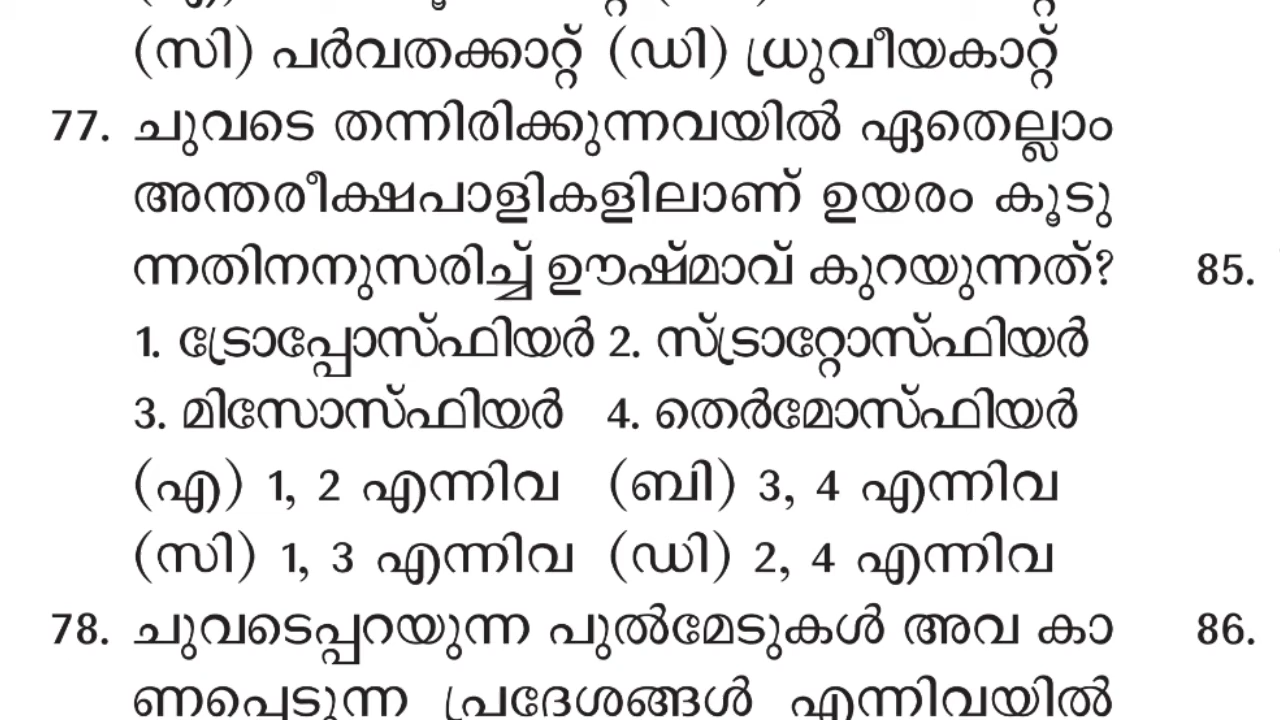 (സി) പർവതക്കാറ്റ് (ഡി) ധ്രുവീയകാറ്റ്
77. ചുവടെ തന്നിരിക്കുന്നവയിൽ ഏതെല്ലാം
അന്തരീക്ഷപാളികളിലാണ് ഉയരം കൂടു
ന്നതിനനുസരിച്ച് ഊഷ്മാവ് കുറയുന്നത്?
85.
1. ട്രോപ്പോസ്ഫിയർ 2. സ്ട്രാറ്റോസ്ഫിയർ
3. മിസോസ്ഫിയർ 4. തെർമോസ്ഫിയർ
(എ) 1, 2 എന്നിവ (ബി) 3, 4 എന്നിവ
(സി) 1, 3 എന്നിവ (ഡി) 2, 4 എന്നിവ
78. ചുവടെപ്പറയുന്ന പുൽമേടുകൾ അവ കാ
86.
ണപ്പെടുന്ന പ്രദേശങ്ങൾ എന്നിവയിൽ